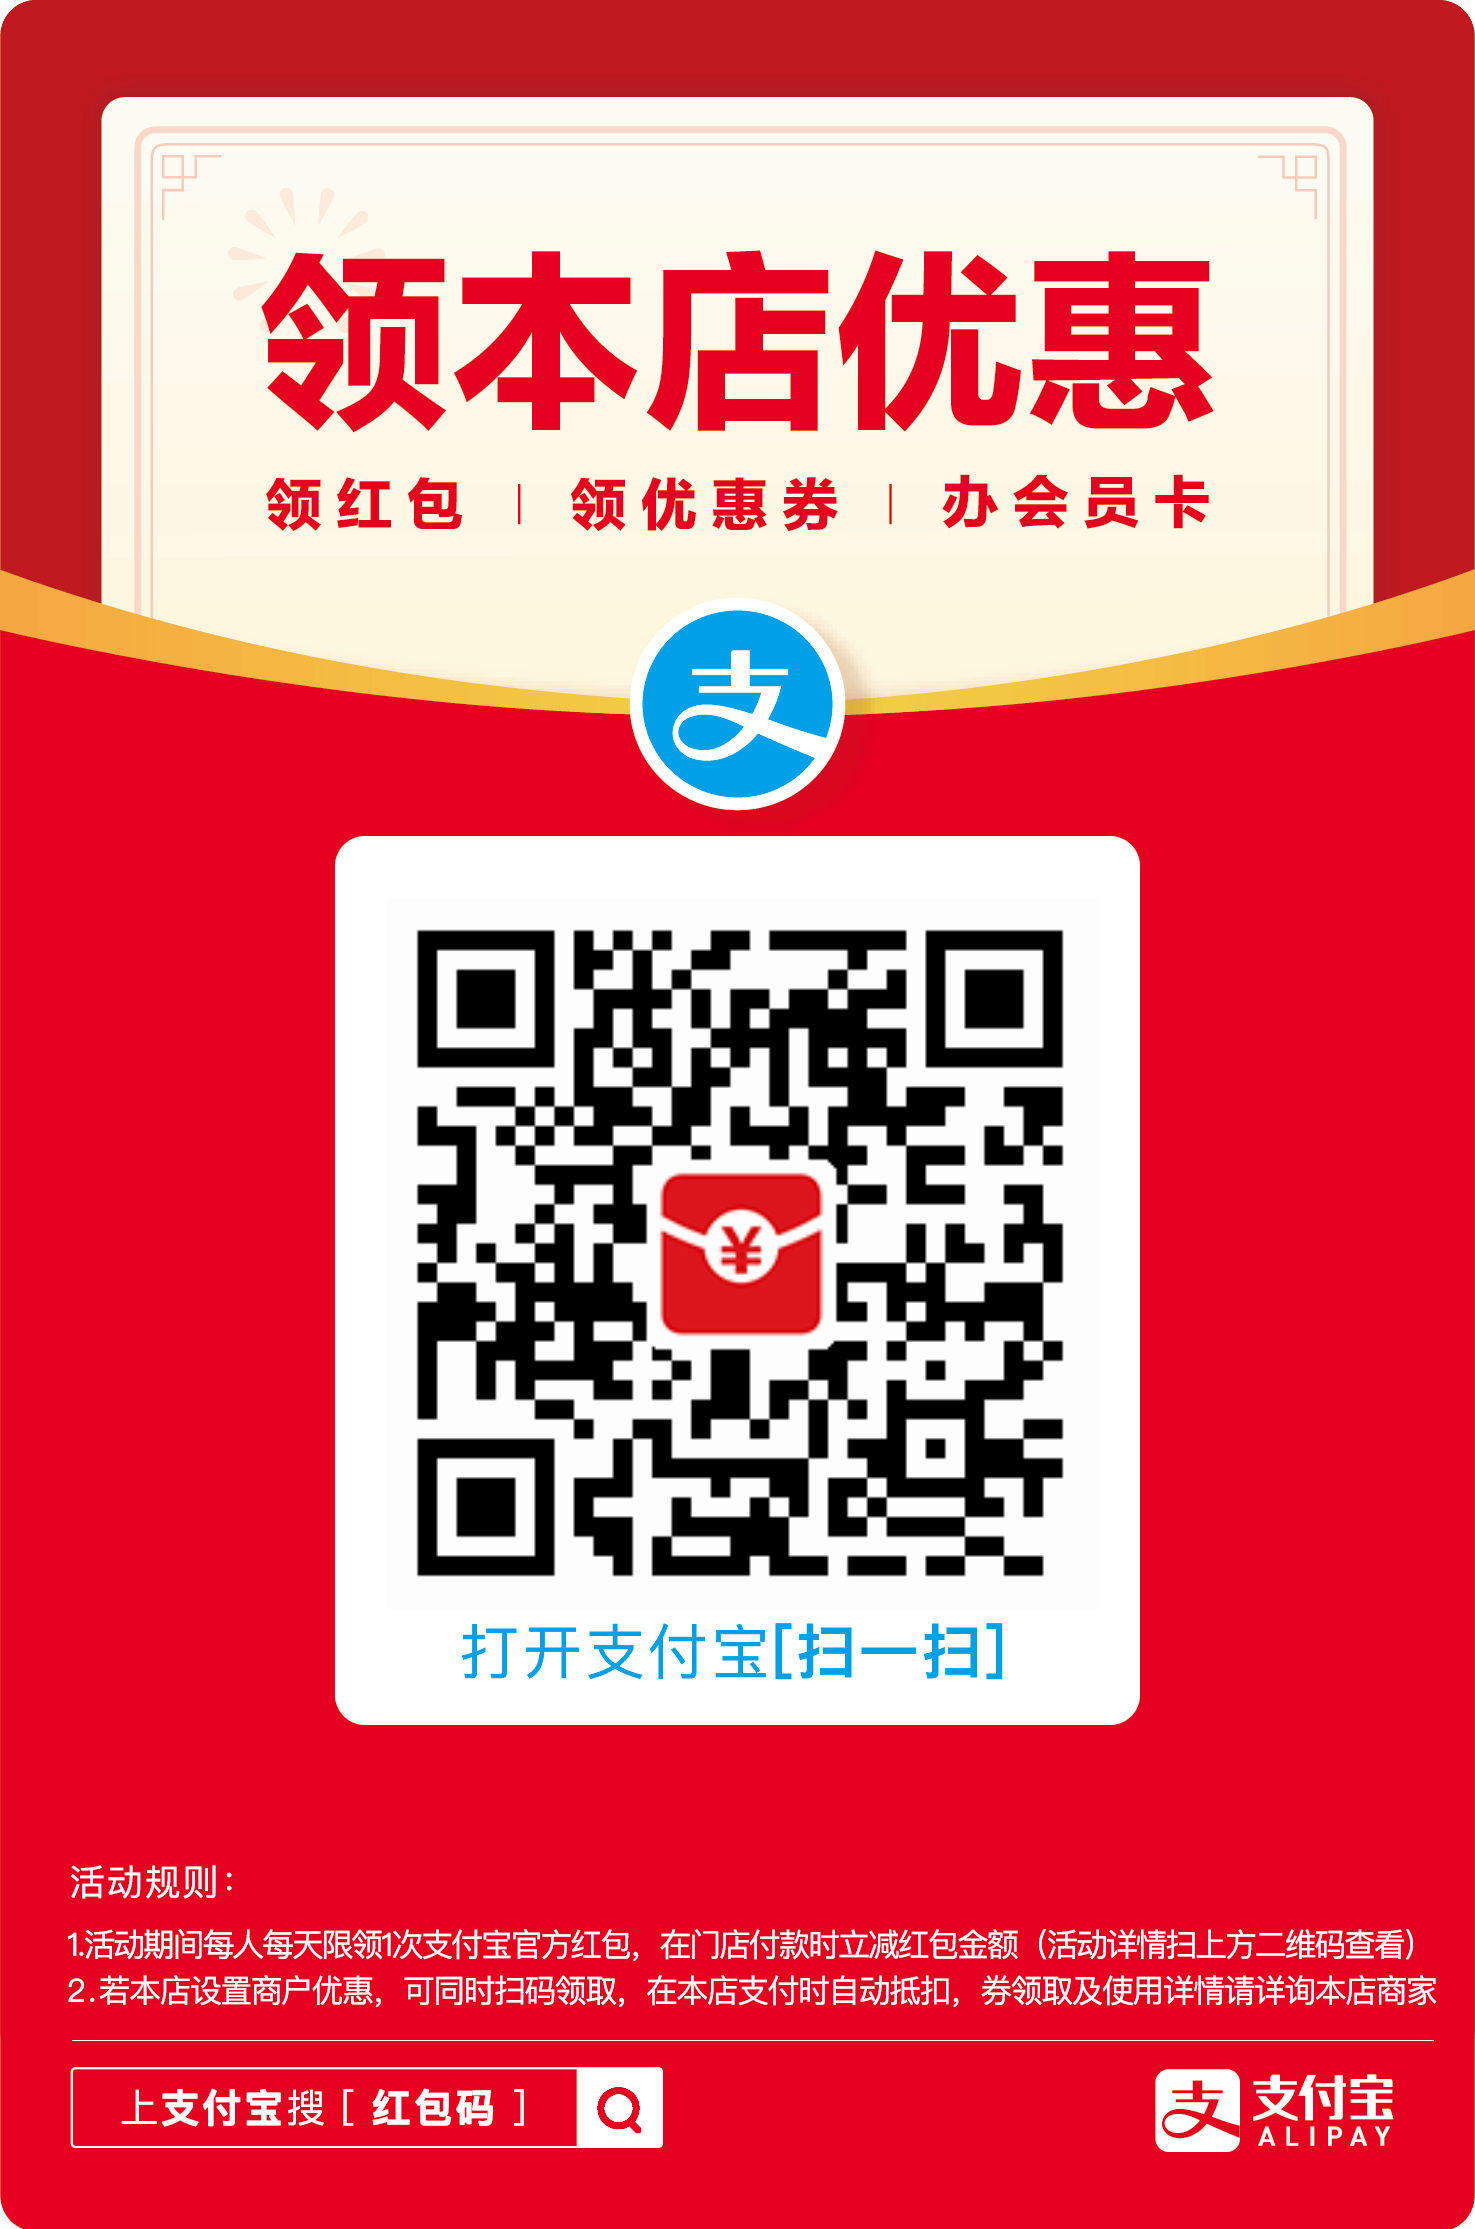 领本店优惠
领红包 | 领优惠券 | 办会员卡
支
¥
打开支付宝[扫一扫]
活动规则：
1.活动期间每人每天限领1次支付宝官方红包，在门店付款时立减红包金额（活动详情扫上方二维码查看）
2.若本店设置商户优惠，可同时扫码领取，在本店支付时自动抵扣，券领取及使用详情请详询本店商家
上支付宝搜［红包码］
支 支付宝
ALIPAY